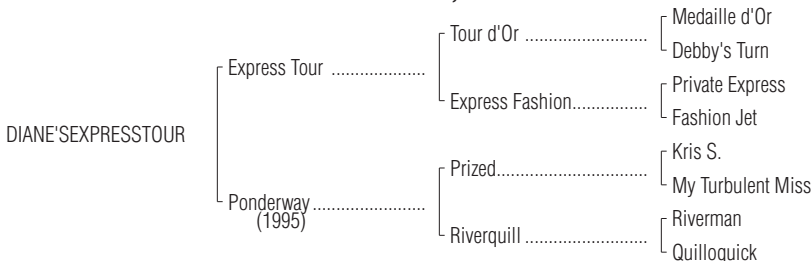 Medaille d'Or
Tour d'Or ........................
Debby's Turn
Express Tour ...................
Private Express
Express Fashion...............
Fashion Jet
DIANE'SEXPRESSTOUR
Kris S.
Prized..............................
My Turbulent Miss
Ponderway ......................
(1995)
Riverman
Riverquill ........................
Quilloquick